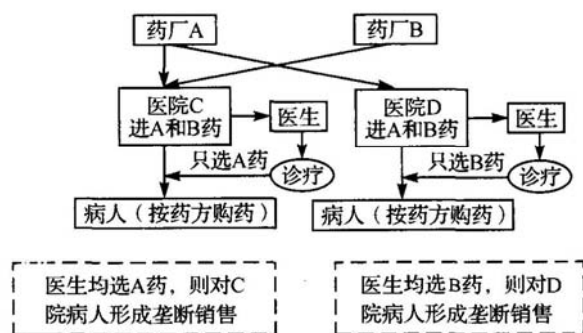 药厂A
药厂B
医院C
进A和B药
医生
医院D
进A和B药
医生
只选A药
诊疗
只选B药
诊疗
病人（按药方购药）
病人（按药方购药）
医生均选A药，则对C
院病人形成垄断销售
医生均选B药，则对D
院病人形成垄断销售